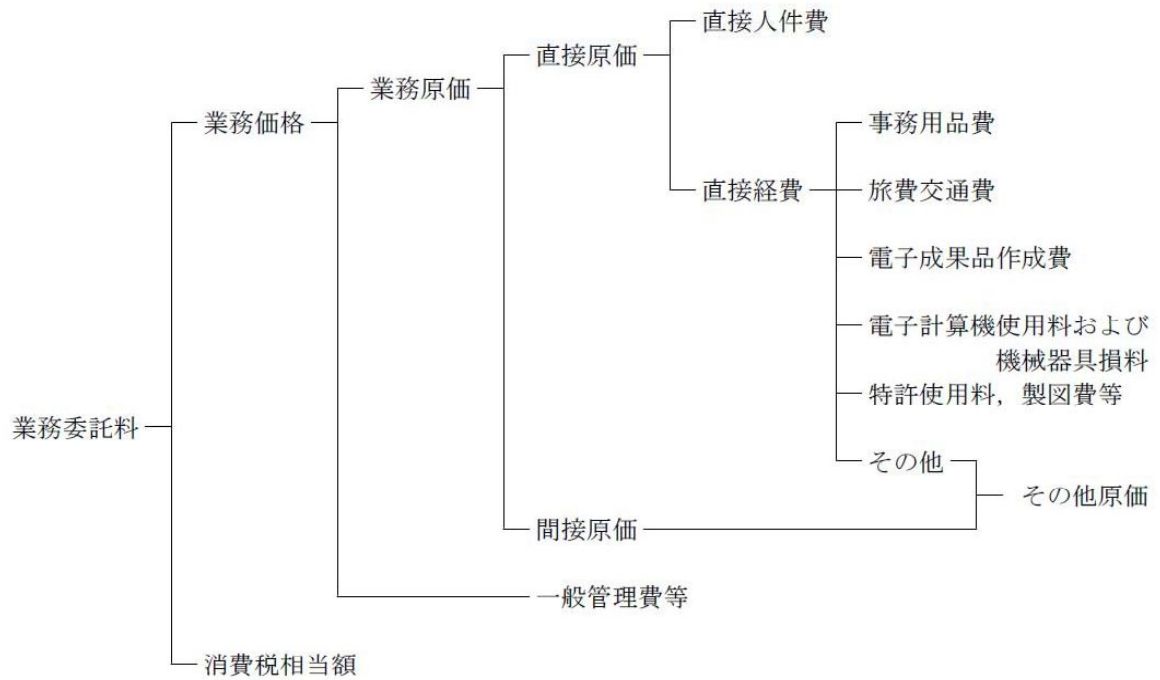 直接人件費
直接原価
業務原価
業務価格
事務用品費
直接経費
旅費交通費
電子成果品作成費
電子計算機使用料および
機械器具損料
特許使用料，製図費等
業務委託料
その他
その他原価
間接原価
一般管理費等
消費税相当額